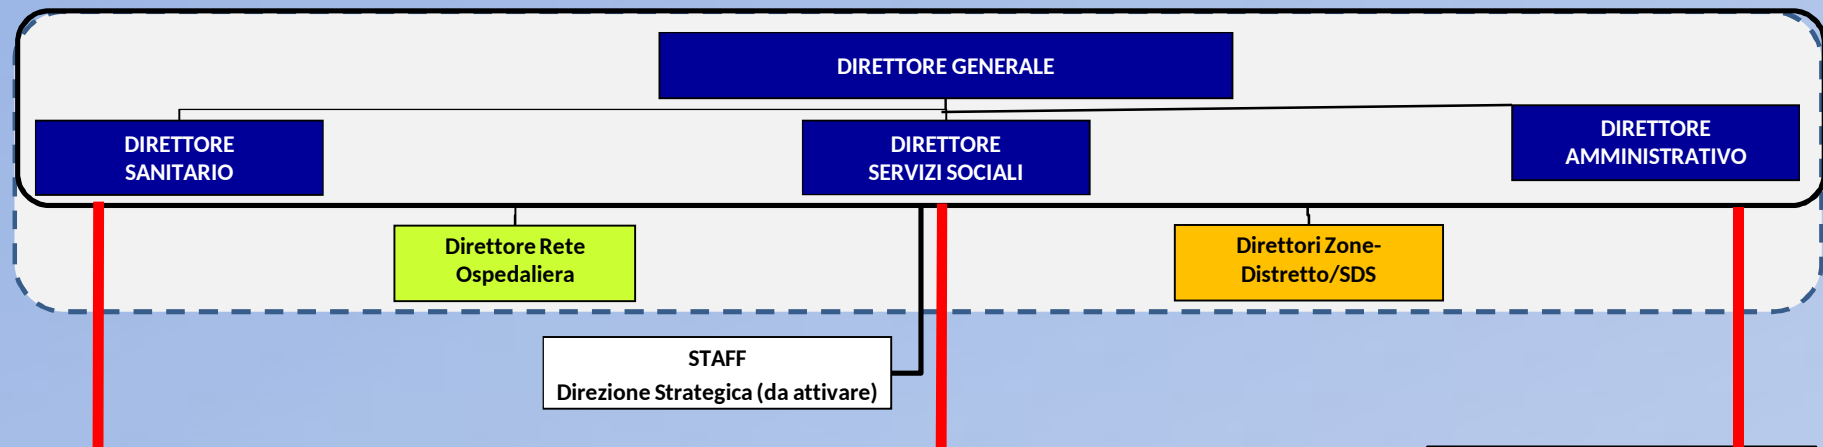 DIRETTORE GENERALE
DIRETTORE
SANITARIO
DIRETTORE
SERVIZI SOCIALI
DIRETTORE
AMMINISTRATIVO
Direttore Rete
Ospedaliera
Direttori Zone-
Distretto/SDS
STAFF
Direzione Strategica (da attivare)